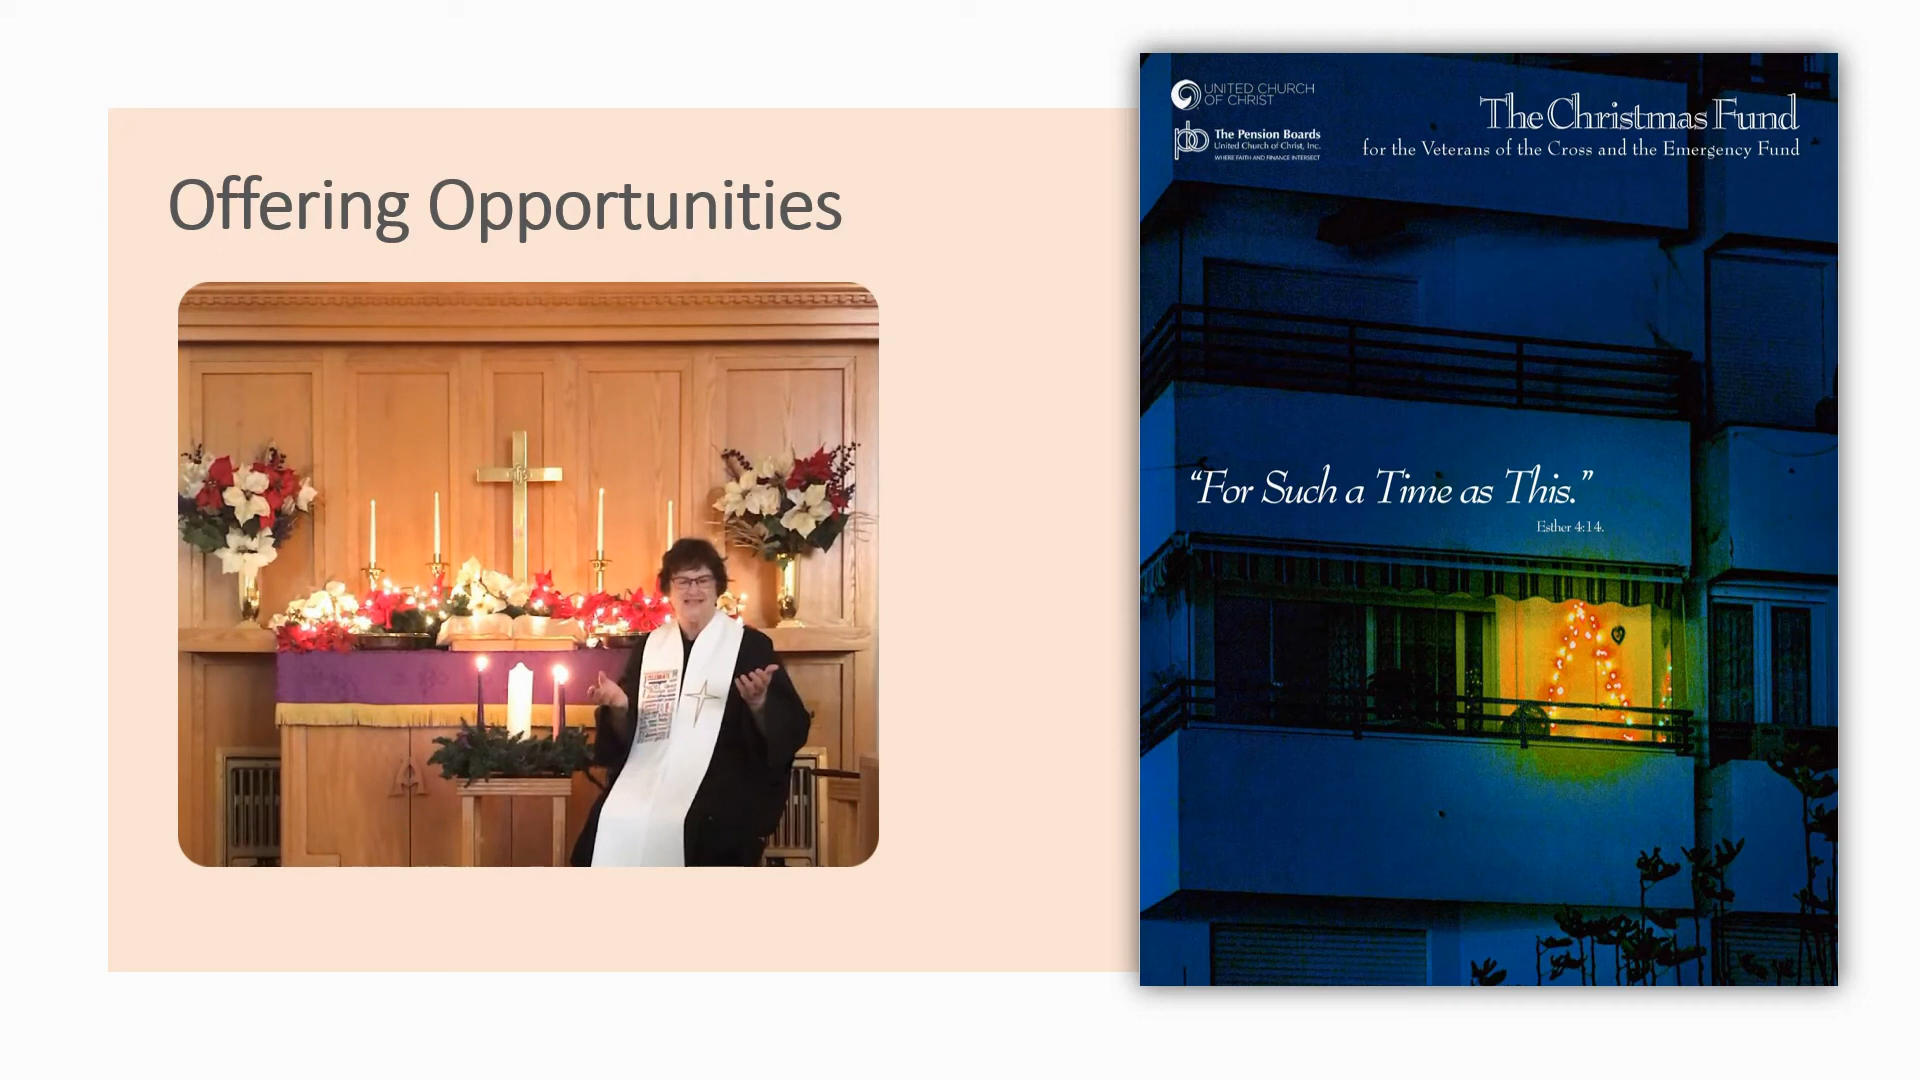 Offering Opportunities
UNITED CHURCH
OF CHRIST
pb
The Pension Boards
United Church of Christ, Inc.
WHERE FAITH AND FINANCE INTERSECT
The Christmas Fund
for the Veterans of the Cross and the Emergency Fund
“For Such a Time as This.”
Esther 4:14.
CELEBRATE